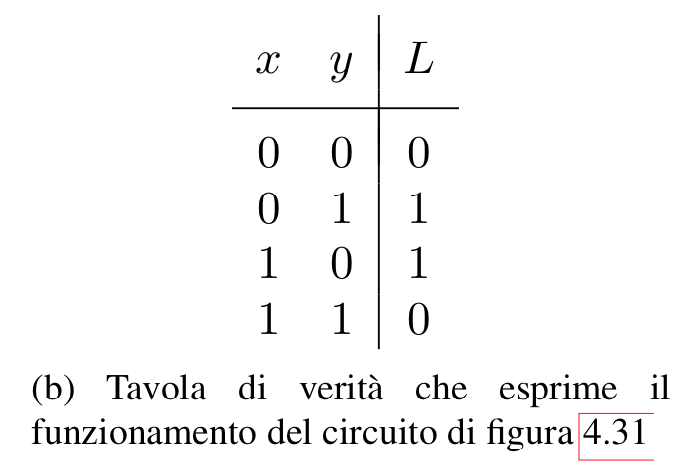 x y L
0 0 0
0 1 1
1 0 1
1 1 0
(b) Tavola di verità che esprime il
funzionamento del circuito di figura 4.31